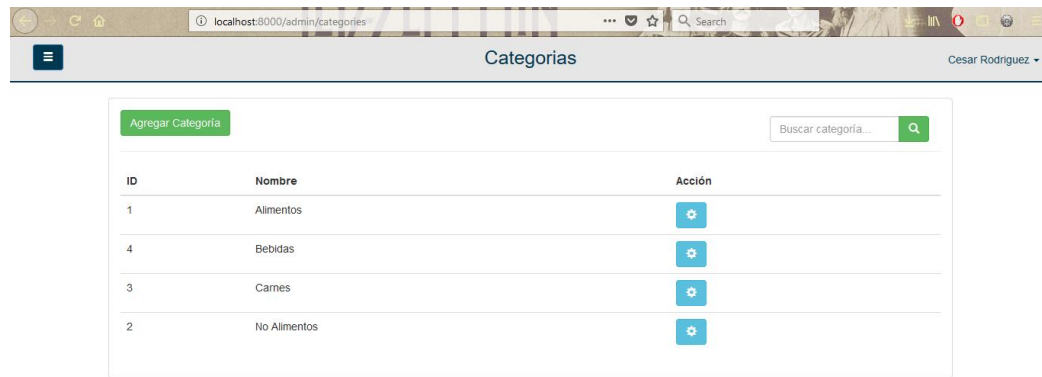 localhost:8000/admin/categories
Search
Categorias
Cesar Rodriguez
Agregar Categoría
Buscar categoría...
ID Nombre Acción
1 Alimentos
4 Bebidas
3 Carnes
2 No Alimentos